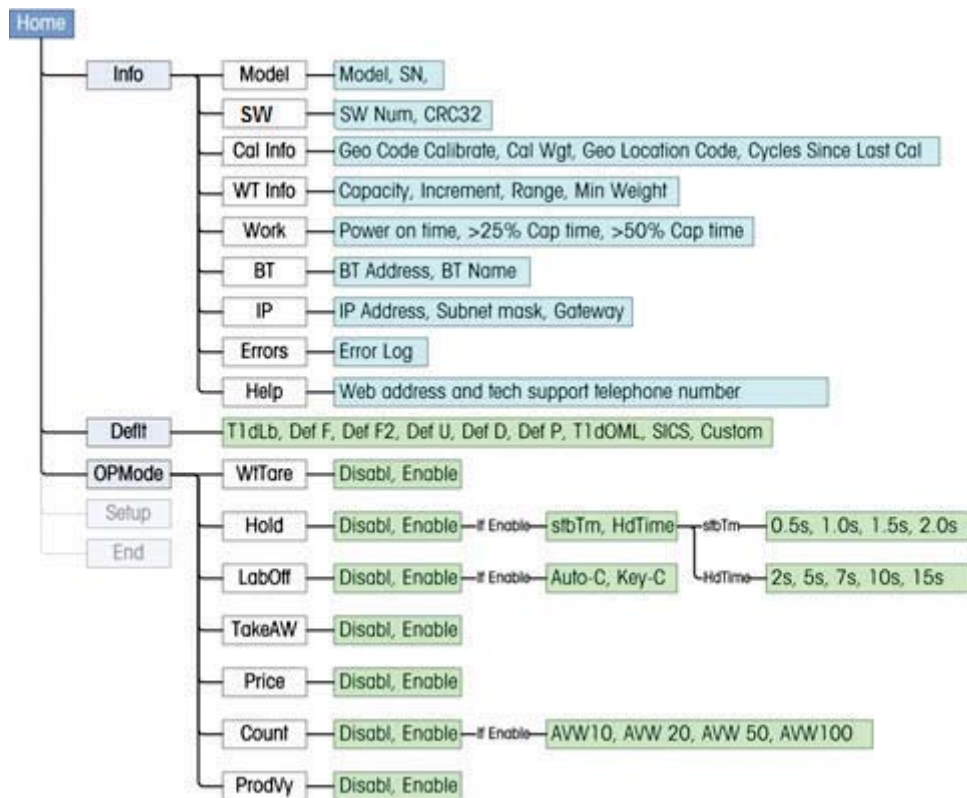 Home
Info
Model
Model, SN,
SW
SW Num, CRC32
Cal Info
Geo Code Calibrate, Cal Wgt, Geo Location Code, Cycles Since Last Cal
WT Info
Capacity, Increment, Range, Min Weight
Work
Power on time, >25% Cap time, >50% Cap time
BT
BT Address, BT Name
IP
IP Address, Subnet mask, Gateway
Errors
Error Log
Help
Web address and tech support telephone number
Deflt
T1dLb, Def F, Def F2, Def U, Def D, Def P, T1dOML, SICS, Custom
OPMode
WtTare
Disabl, Enable
Setup
Hold
Disabl, Enable
If Enable
stbTm, HdTime
stbTm
0.5s, 1.0s, 1.5s, 2.0s
End
LabOff
Disabl, Enable
If Enable
Auto-C, Key-C
HdTime
2s, 5s, 7s, 10s, 15s
TakeAW
Disabl, Enable
Price
Disabl, Enable
Count
Disabl, Enable
If Enable
AVW10, AVW 20, AVW 50, AVW100
ProdVy
Disabl, Enable